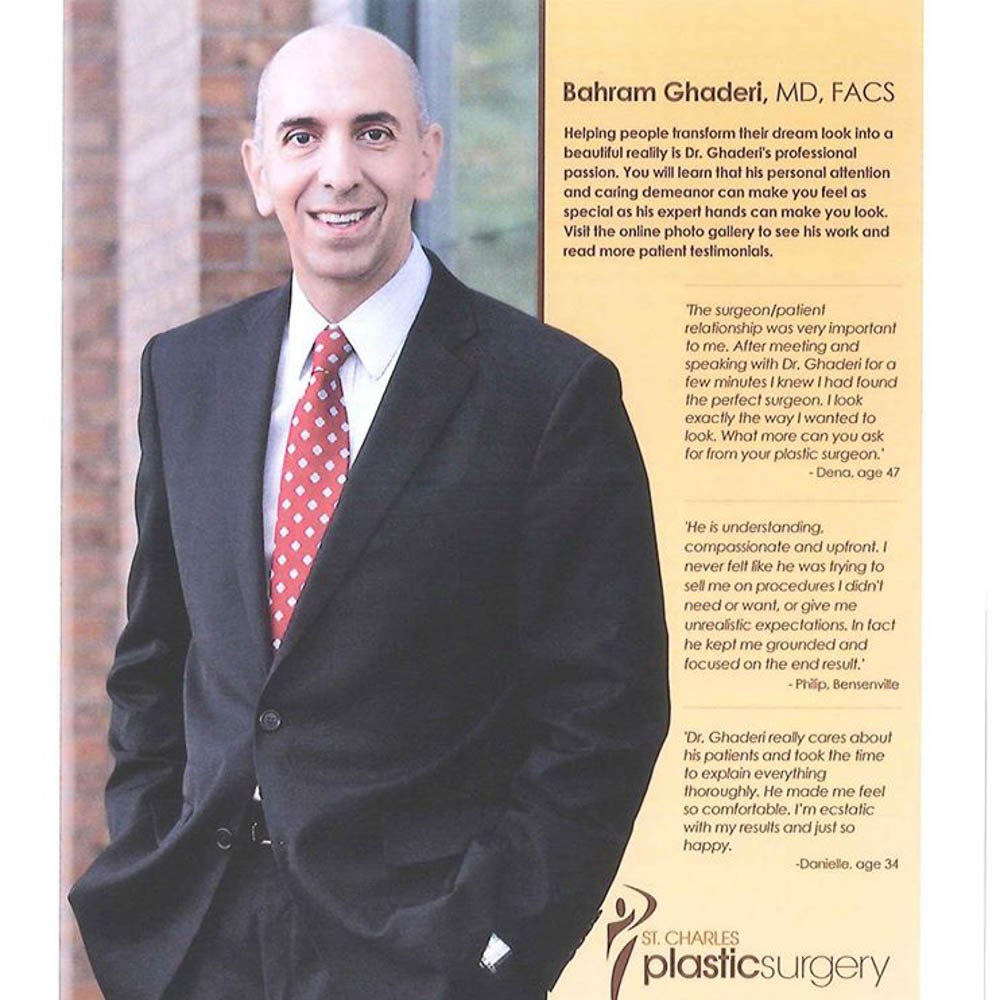 Bahram Ghaderi, MD, FACS
Helping people transform their dream look into a
beautiful reality is Dr. Ghaderi's professional
passion. You will learn that his personal attention
and caring demeanor can make you feel as
special as his expert hands can make you look.
Visit the online photo gallery to see his work and
read more patient testimonials.
'The surgeon/patient
relationship was very important
to me. After meeting and
speaking with Dr. Ghaderi for a
few minutes I knew I had found
the perfect surgeon. I look
exactly the way I wanted to
look. What more can you ask
for from your plastic surgeon.'
- Dena, age 47
'He is understanding,
compassionate and upfront. I
never felt like he was trying to
sell me on procedures I didn't
need or want, or give me
unrealistic expectations. In fact
he kept me grounded and
focused on the end result.'
- Philip, Bensenville
'Dr. Ghaderi really cares about
his patients and took the time
to explain everything
thoroughly. He made me feel
so comfortable. I'm ecstatic
with my results and just so
happy.
-Danielle, age 34
ST. CHARLES
plasticsurgery